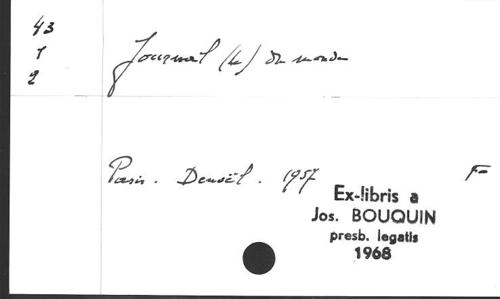 43
1
2
Journal (le) du monde
Paris. Denoël. 1957
F-
Ex-libris a
Jos. BOUQUIN
presb. legatis
1968